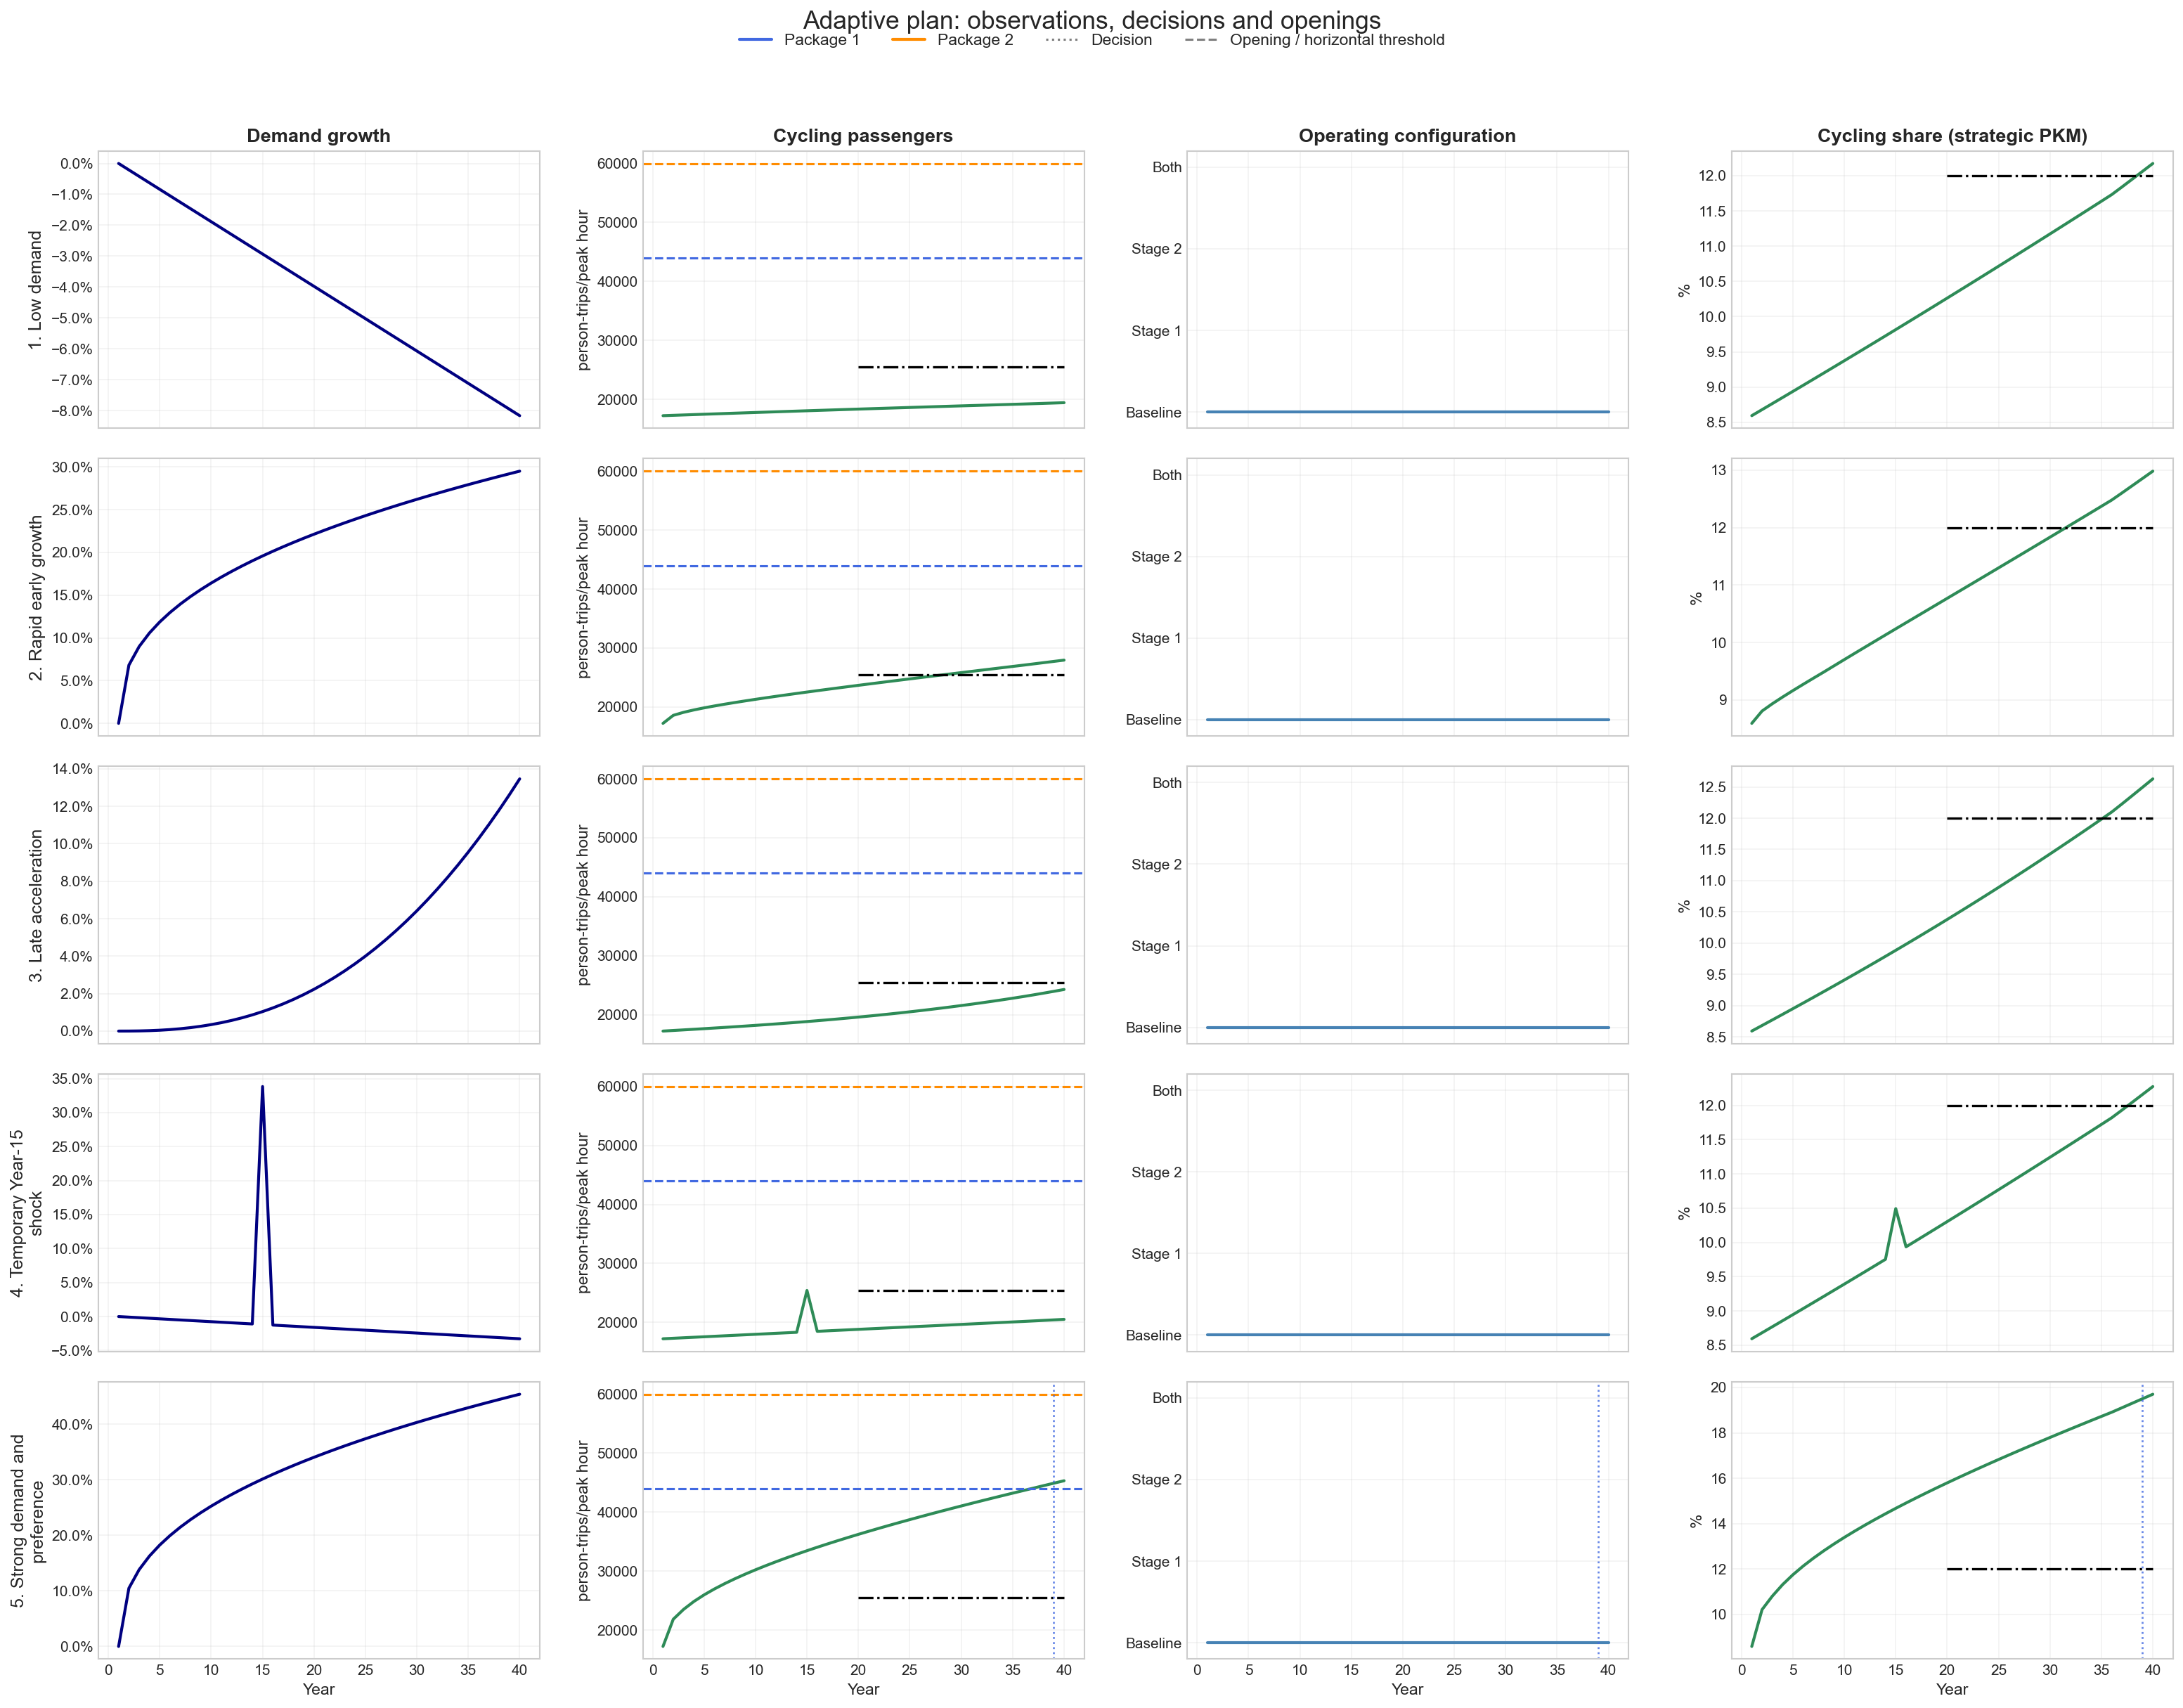 Adaptive plan: observations, decisions and openings
Package 1 Package 2 Decision Opening / horizontal threshold
Demand growth
Cycling passengers
Operating configuration
Cycling share (strategic PKM)
1. Low demand
0.0%
−1.0%
−2.0%
−3.0%
−4.0%
−5.0%
−6.0%
−7.0%
−8.0%
person-trips/peak hour
60000
50000
40000
30000
20000
Both
Stage 2
Stage 1
Baseline
%
12.0
11.5
11.0
10.5
10.0
9.5
9.0
8.5
2. Rapid early growth
30.0%
25.0%
20.0%
15.0%
10.0%
5.0%
0.0%
person-trips/peak hour
60000
50000
40000
30000
20000
Both
Stage 2
Stage 1
Baseline
%
13
12
11
10
9
3. Late acceleration
14.0%
12.0%
10.0%
8.0%
6.0%
4.0%
2.0%
0.0%
person-trips/peak hour
60000
50000
40000
30000
20000
Both
Stage 2
Stage 1
Baseline
%
12.5
12.0
11.5
11.0
10.5
10.0
9.5
9.0
8.5
4. Temporary Year-15
shock
35.0%
30.0%
25.0%
20.0%
15.0%
10.0%
5.0%
0.0%
−5.0%
person-trips/peak hour
60000
50000
40000
30000
20000
Both
Stage 2
Stage 1
Baseline
%
12.0
11.5
11.0
10.5
10.0
9.5
9.0
8.5
5. Strong demand and
preference
40.0%
30.0%
20.0%
10.0%
0.0%
0 5 10 15 20 25 30 35 40
Year
person-trips/peak hour
60000
50000
40000
30000
20000
0 5 10 15 20 25 30 35 40
Year
Both
Stage 2
Stage 1
Baseline
0 5 10 15 20 25 30 35 40
Year
%
20
18
16
14
12
10
0 5 10 15 20 25 30 35 40
Year